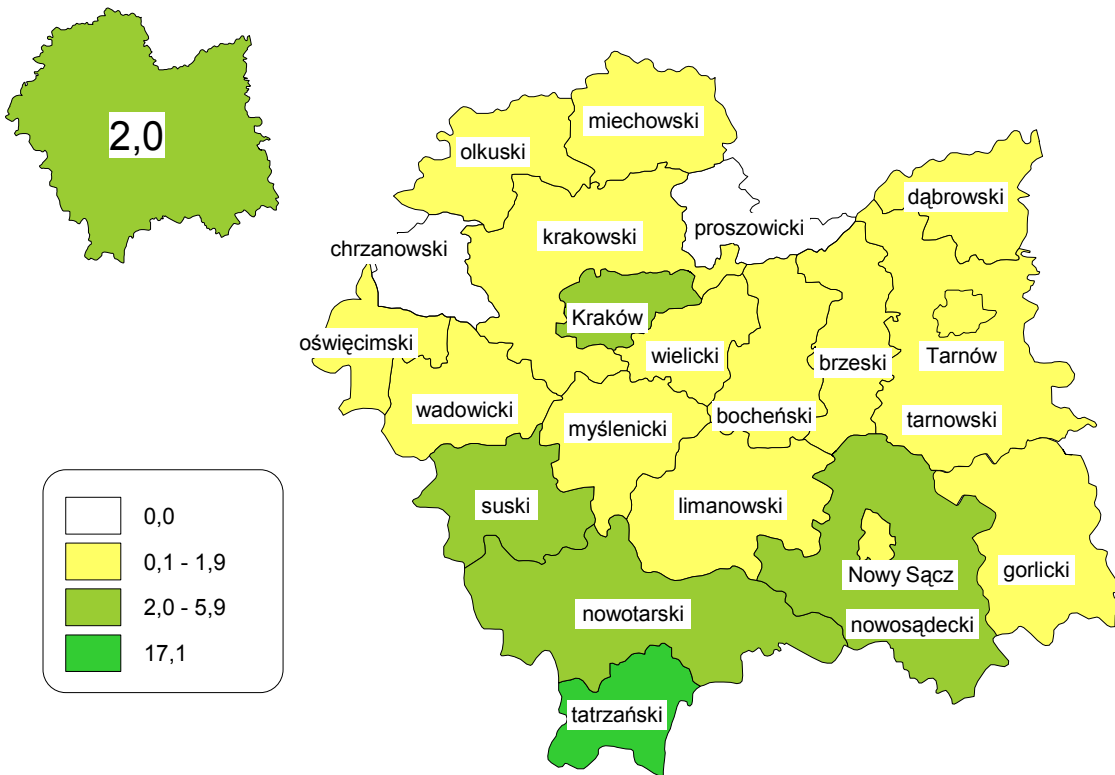 2,0
miechowski
olkuski
dąbrowski
proszowicki
krakowski
chrzanowski
Kraków
oświęcimski
wielicki
brzeski
Tarnów
wadowicki
myślenicki
bocheński
tarnowski
suski
limanowski
Nowy Sącz
gorlicki
nowotarski
nowosądecki
tatrzański
0,0
0,1 - 1,9
2,0 - 5,9
17,1